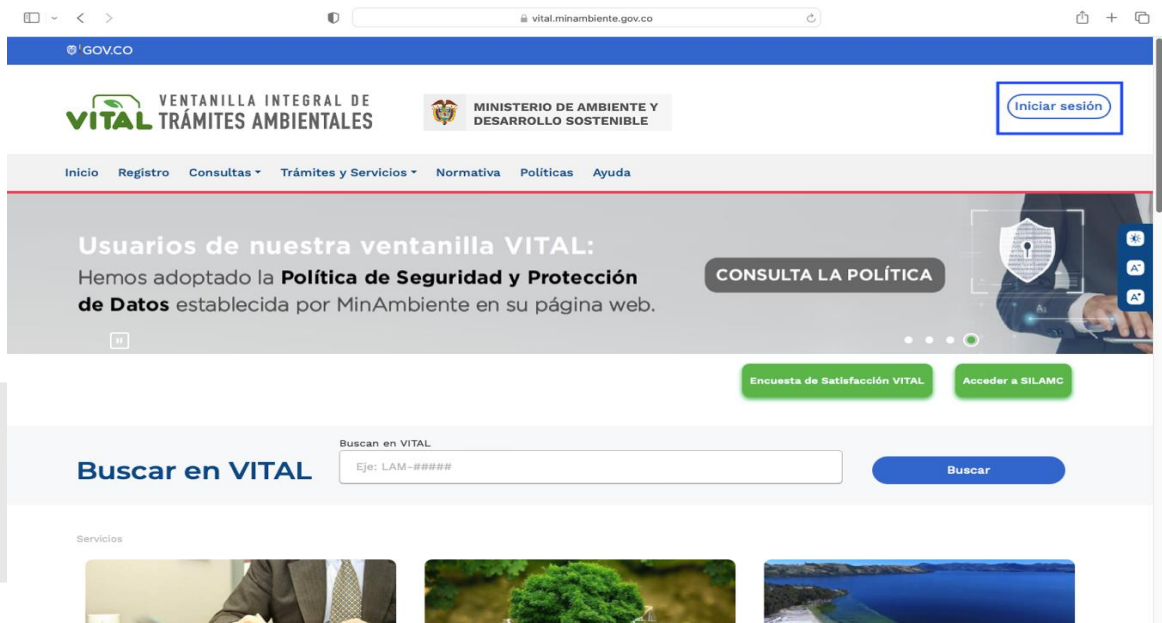 vital.minambiente.gov.co
GOV.CO
VITAL
VENTANILLA INTEGRAL DE
TRÁMITES AMBIENTALES
MINISTERIO DE AMBIENTE Y
DESARROLLO SOSTENIBLE
Iniciar sesión
Inicio Registro Consultas Trámites y Servicios Normativa Políticas Ayuda
Usuarios de nuestra ventanilla VITAL:
Hemos adoptado la Política de Seguridad y Protección
de Datos establecida por MinAmbiente en su página web.
CONSULTA LA POLÍTICA
A-
A+
Encuesta de Satisfacción VITAL
Acceder a SILAMC
Buscan en VITAL
Buscar en VITAL
Eje: LAM-#####
Buscar
Servicios